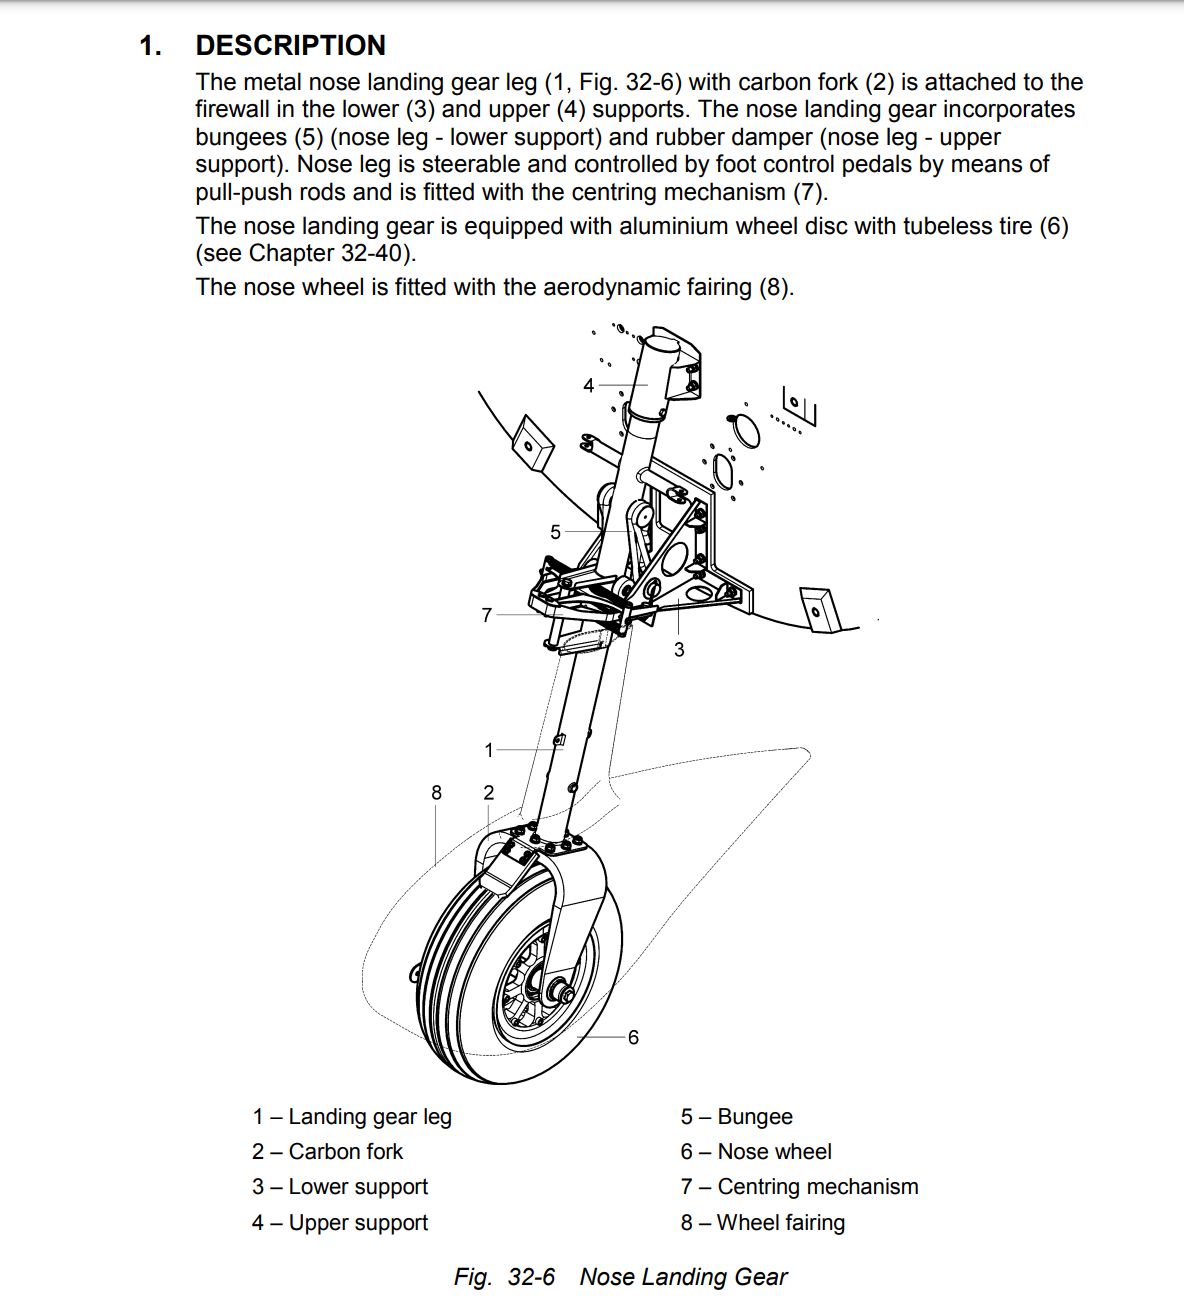 1. DESCRIPTION
The metal nose landing gear leg (1, Fig. 32-6) with carbon fork (2) is attached to the
firewall in the lower (3) and upper (4) supports. The nose landing gear incorporates
bungees (5) (nose leg - lower support) and rubber damper (nose leg - upper
support). Nose leg is steerable and controlled by foot control pedals by means of
pull-push rods and is fitted with the centring mechanism (7).
The nose landing gear is equipped with aluminium wheel disc with tubeless tire (6)
(see Chapter 32-40).
The nose wheel is fitted with the aerodynamic fairing (8).
4
5
7
3
1
8 2
6
1 – Landing gear leg
2 – Carbon fork
3 – Lower support
4 – Upper support
5 – Bungee
6 – Nose wheel
7 – Centring mechanism
8 – Wheel fairing
Fig. 32-6 Nose Landing Gear